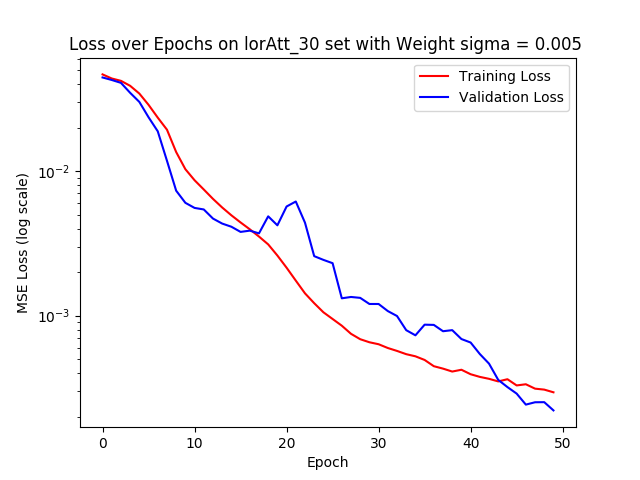 Loss over Epochs on lorAtt_30 set with Weight sigma = 0.005
Training Loss
Validation Loss
MSE Loss (log scale)
10⁻²
10⁻³
0 10 20 30 40 50
Epoch